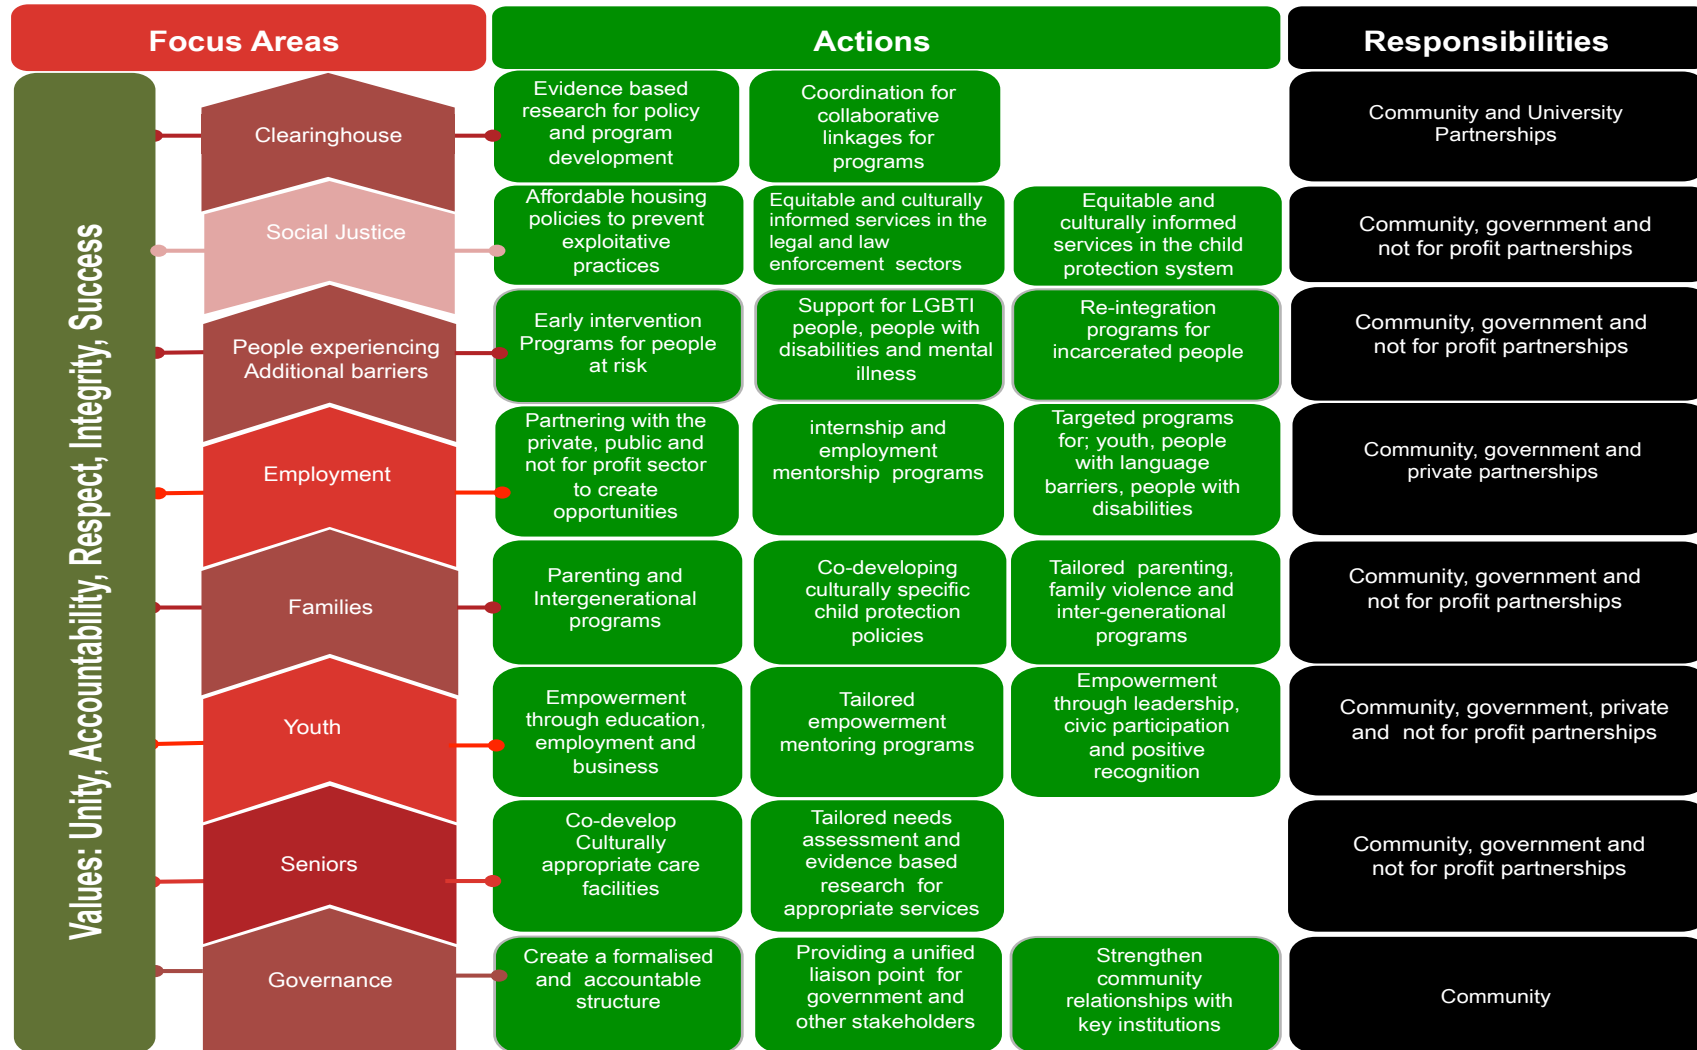 Focus Areas
Actions
Responsibilities
Values: Unity, Accountability, Respect, Integrity, Success
Clearinghouse
Evidence based
research for policy
and program
development
Coordination for
collaborative
linkages for
programs
Community and University
Partnerships
Social Justice
Affordable housing
policies to prevent
exploitative
practices
Equitable and culturally
informed services in the
legal and law
enforcement sectors
Equitable and
culturally informed
services in the child
protection system
Community, government and
not for profit partnerships
People experiencing
Additional barriers
Early intervention
Programs for people
at risk
Support for LGBTI
people, people with
disabilities and mental
illness
Re-integration
programs for
incarcerated people
Community, government and
not for profit partnerships
Employment
Partnering with the
private, public and
not for profit sector
to create
opportunities
internship and
employment
mentorship programs
Targeted programs
for; youth, people
with language
barriers, people with
disabilities
Community, government and
private partnerships
Families
Parenting and
Intergenerational
programs
Co-developing
culturally specific
child protection
policies
Tailored parenting,
family violence and
inter-generational
programs
Community, government and
not for profit partnerships
Youth
Empowerment
through education,
employment and
business
Tailored
empowerment
mentoring programs
Empowerment
through leadership,
civic participation
and positive
recognition
Community, government, private
and not for profit partnerships
Seniors
Co-develop
Culturally
appropriate care
facilities
Tailored needs
assessment and
evidence based
research for
appropriate services
Community, government and
not for profit partnerships
Governance
Create a formalised
and accountable
structure
Providing a unified
liaison point for
government and
other stakeholders
Strengthen
community
relationships with
key institutions
Community